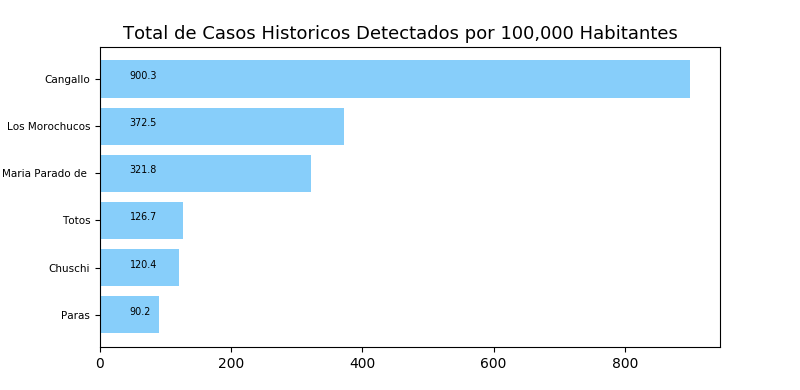 Total de Casos Historicos Detectados por 100,000 Habitantes
Cangallo 900.3
Los Morochucos 372.5
Maria Parado de 321.8
Totos 126.7
Chuschi 120.4
Paras 90.2
0 200 400 600 800